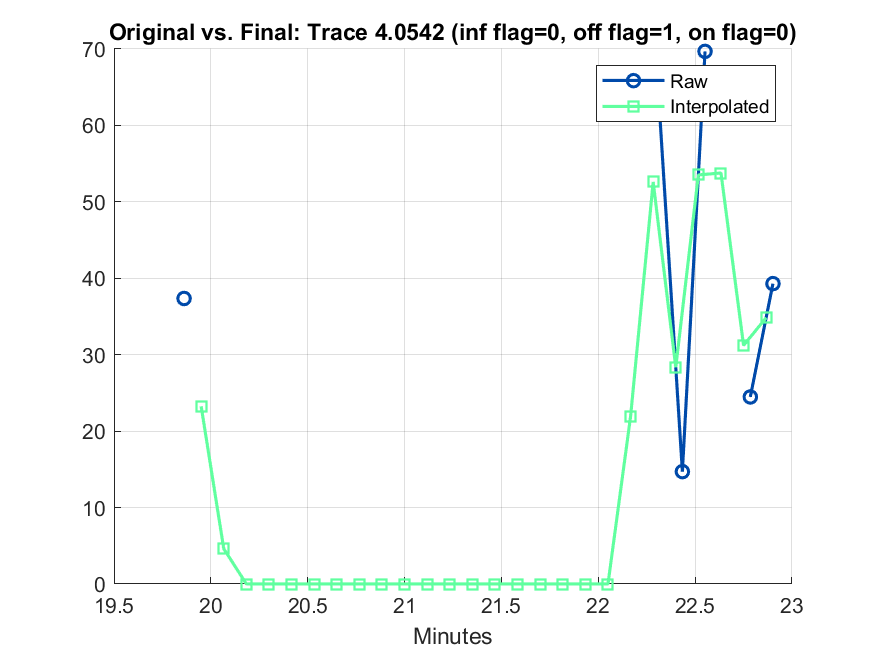 Original vs. Final: Trace 4.0542 (inf flag=0, off flag=1, on flag=0)
70
60
50
40
30
20
10
0
Raw
Interpolated
19.5 20 20.5 21 21.5 22 22.5 23
Minutes